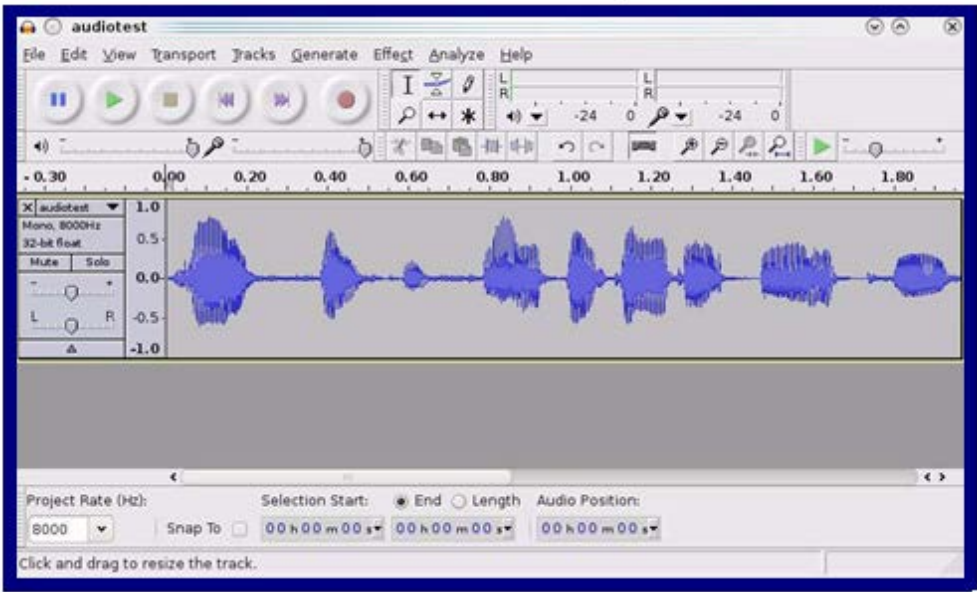 audiotest
File Edit View Transport Tracks Generate Effect Analyze Help
L
R
L
R
-24 0
-24 0
- 0.30 0.00 0.20 0.40 0.60 0.80 1.00 1.20 1.40 1.60 1.80
X audiotest
Mono, 8000Hz
32-bit float
Mute Solo
- +
L R
1.0
0.5
0.0
-0.5
-1.0
Project Rate (Hz): Selection Start: End Length Audio Position:
8000 Snap To 00 h 00 m 00 s 00 h 00 m 00 s 00 h 00 m 00 s
Click and drag to resize the track.